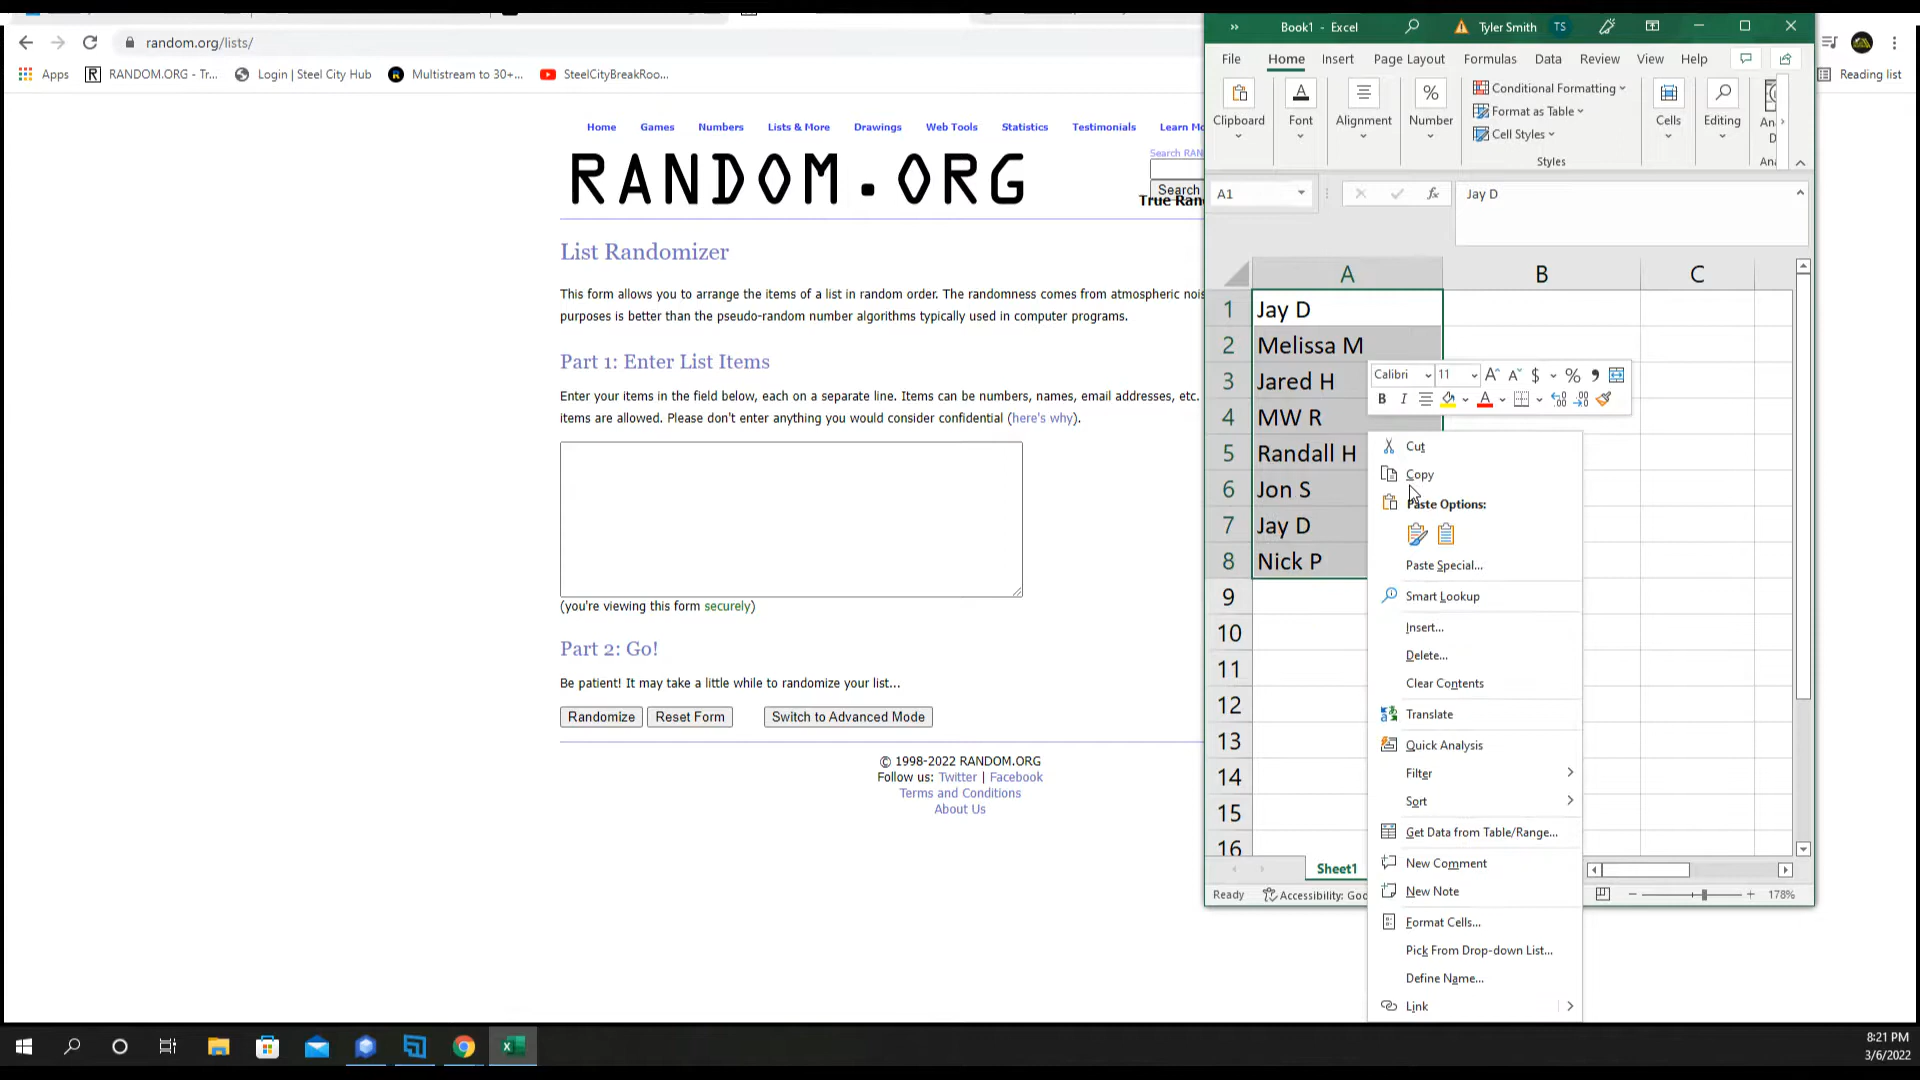 random.org/lists/
Apps RANDOM.ORG - Tr... Login | Steel City Hub Multistream to 30+... SteelCityBreakRoo... Reading list
Home Games Numbers Lists & More Drawings Web Tools Statistics Testimonials Learn Mo
Search RAN
RANDOM.ORG
Search
True Ran
List Randomizer
This form allows you to arrange the items of a list in random order. The randomness comes from atmospheric nois
purposes is better than the pseudo-random number algorithms typically used in computer programs.
Part 1: Enter List Items
Enter your items in the field below, each on a separate line. Items can be numbers, names, email addresses, etc.
items are allowed. Please don't enter anything you would consider confidential (here's why).
(you're viewing this form securely)
Part 2: Go!
Be patient! It may take a little while to randomize your list...
Randomize Reset Form Switch to Advanced Mode
© 1998-2022 RANDOM.ORG
Follow us: Twitter | Facebook
Terms and Conditions
About Us
Book1 - Excel Tyler Smith TS
File Home Insert Page Layout Formulas Data Review View Help
Clipboard Font Alignment Number
Conditional Formatting
Format as Table
Cell Styles
Styles
Cells Editing An
D
Ana
A1 fx Jay D
A B C
1 Jay D
2 Melissa M
3 Jared H
4 MW R
5 Randall H
6 Jon S
7 Jay D
8 Nick P
9
10
11
12
13
14
15
16
Calibri 11 A A $ % ,
B I A
Cut
Copy
Paste Options:
Paste Special...
Smart Lookup
Insert...
Delete...
Clear Contents
Translate
Quick Analysis
Filter
Sort
Get Data from Table/Range...
New Comment
New Note
Format Cells...
Pick From Drop-down List...
Define Name...
Link
Sheet1
Ready Accessibility: Goo 178%
8:21 PM
3/6/2022